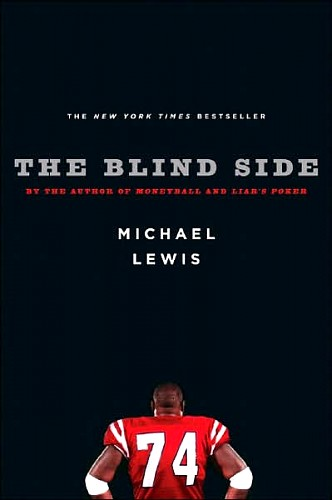 THE NEW YORK TIMES BESTSELLER
THE BLIND SIDE
BY THE AUTHOR OF MONEYBALL AND LIAR'S POKER
MICHAEL
LEWIS
74